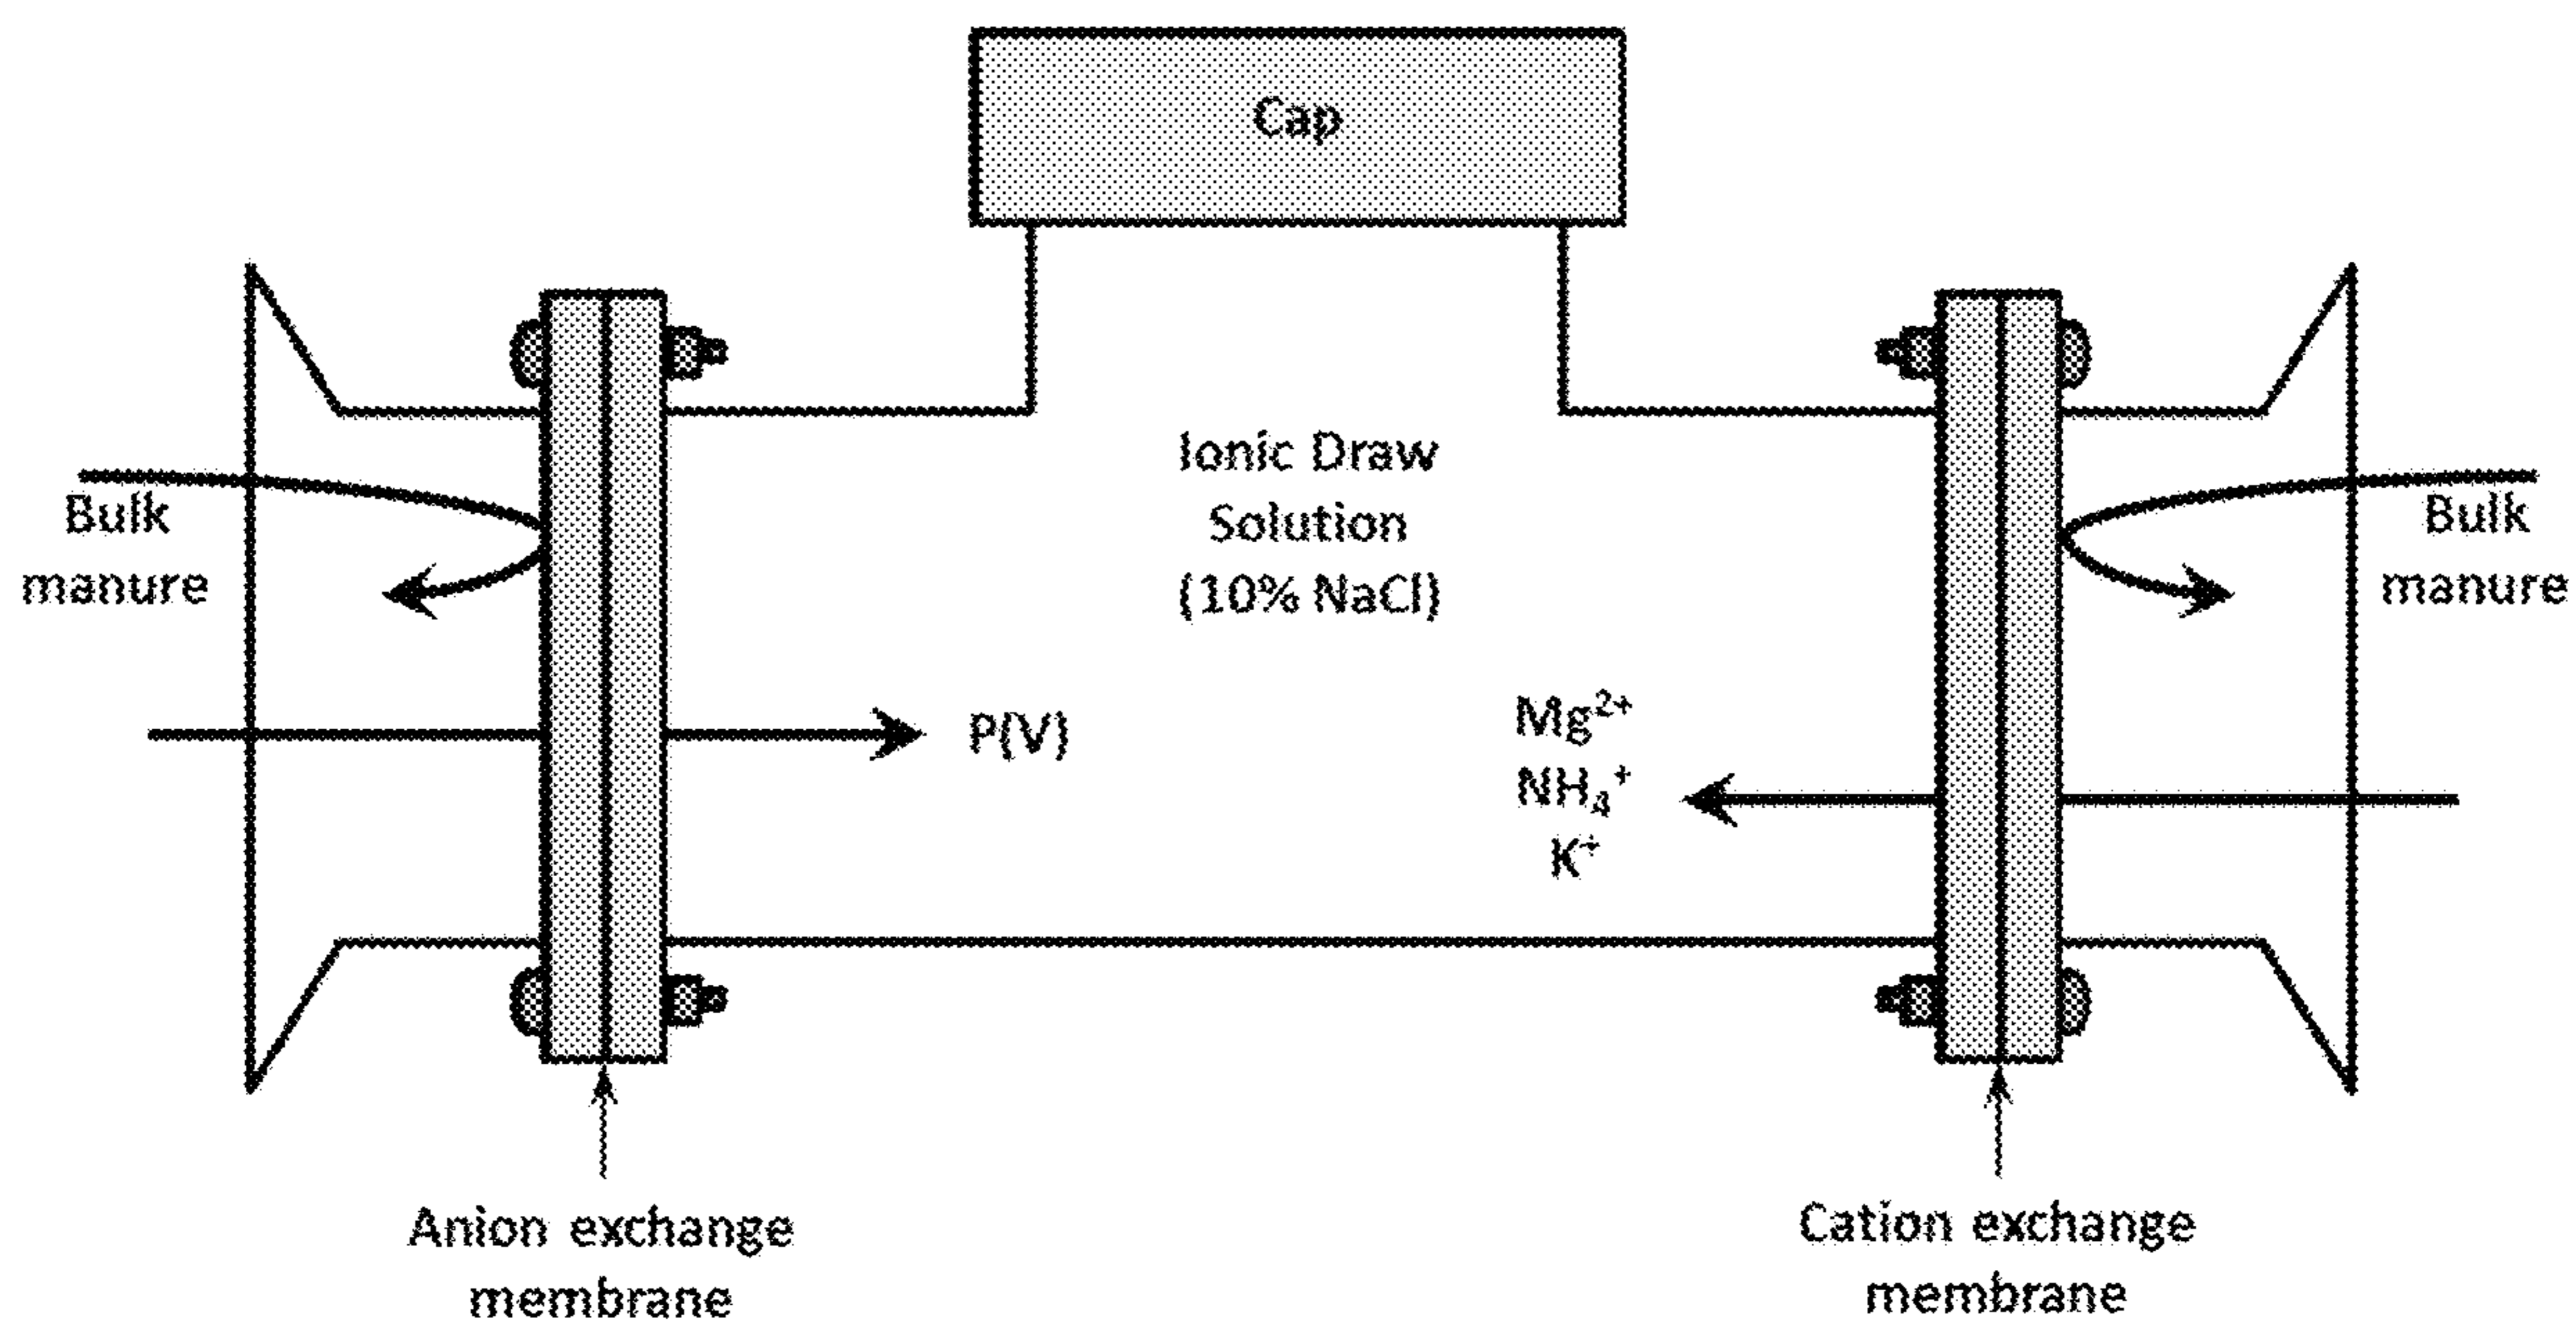 Cap
Ionic Draw
Solution
(10% NaCl)
Bulk
manure
Bulk
manure
P(V)
Mg²⁺
NH₄⁺
K⁺
Anion exchange
membrane
Cation exchange
membrane